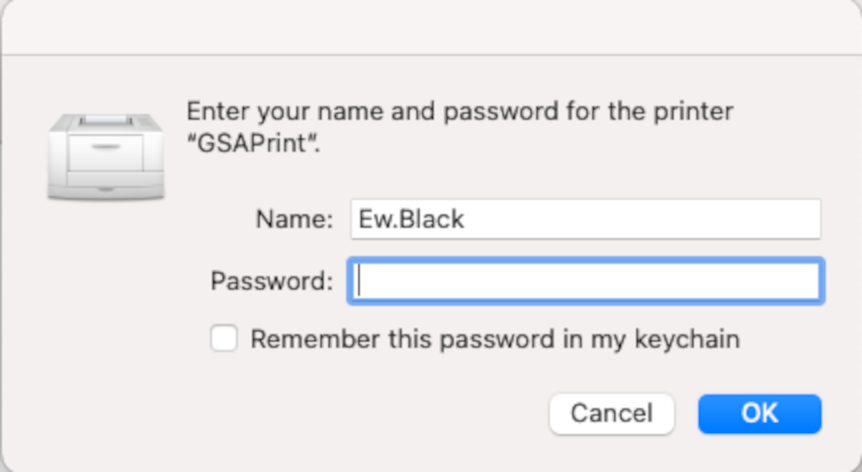 Enter your name and password for the printer
“GSAPrint”.
Name: Ew.Black
Password:
Remember this password in my keychain
Cancel OK